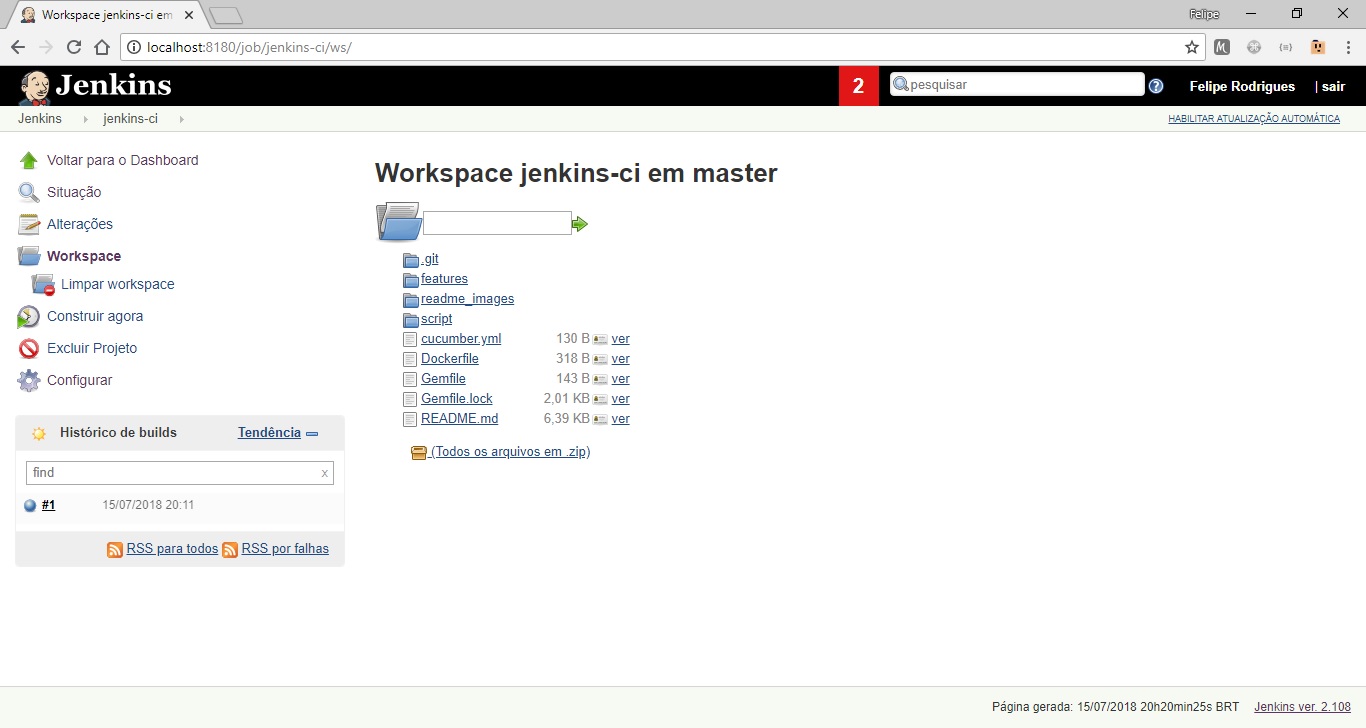 Workspace jenkins-ci em
Felipe
localhost:8180/job/jenkins-ci/ws/
Jenkins
2
pesquisar
Felipe Rodrigues
| sair
Jenkins
jenkins-ci
HABILITAR ATUALIZAÇÃO AUTOMÁTICA
Voltar para o Dashboard
Situação
Alterações
Workspace
Limpar workspace
Construir agora
Excluir Projeto
Configurar
Histórico de builds
Tendência
find
x
#1 15/07/2018 20:11
RSS para todos RSS por falhas
Workspace jenkins-ci em master
.git
features
readme_images
script
cucumber.yml 130 B ver
Dockerfile 318 B ver
Gemfile 143 B ver
Gemfile.lock 2,01 KB ver
README.md 6,39 KB ver
(Todos os arquivos em .zip)
Página gerada: 15/07/2018 20h20min25s BRT Jenkins ver. 2.108